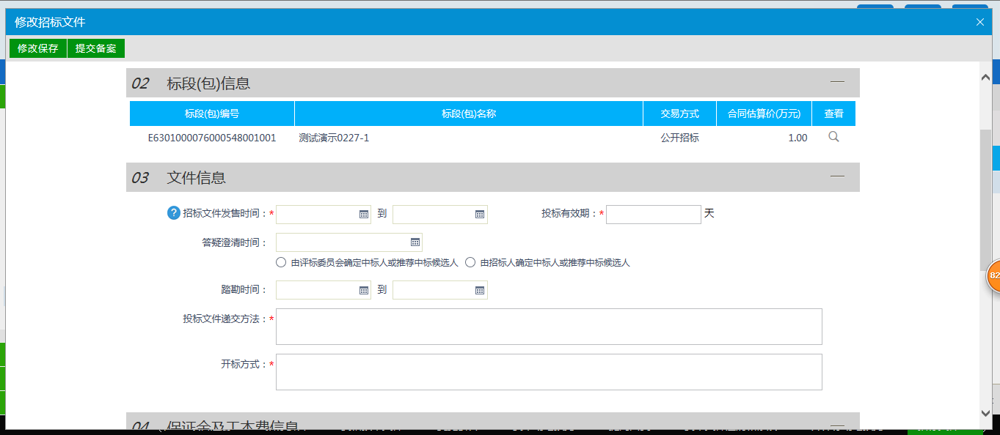 修改招标文件
修改保存 提交备案
02 标段(包)信息
标段(包)编号 标段(包)名称 交易方式 合同估算价(万元) 查看
E6301000076000548001001 测试演示0227-1 公开招标 1.00
03 文件信息
? 招标文件发售时间：* 到 投标有效期：* 天
答疑澄清时间：
由评标委员会确定中标人或推荐中标候选人 由招标人确定中标人或推荐中标候选人
踏勘时间： 到
82
投标文件递交方法：*
开标方式：*
04 保证金及工本费信息